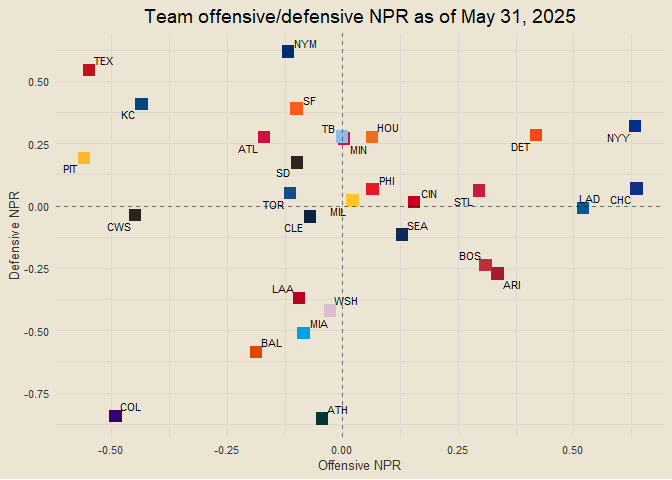 Team offensive/defensive NPR as of May 31, 2025
NYM
TEX
0.50
KC
SF
TB
HOU
ATL
MIN
DET
NYY
0.25
PIT
SD
PHI
CIN
STL
LAD
CHC
TOR
MIL
0.00
CWS
CLE
SEA
Defensive NPR
BOS
ARI
-0.25
LAA
WSH
MIA
-0.50
BAL
-0.75
COL
ATH
-0.50
-0.25
0.00
0.25
0.50
Offensive NPR